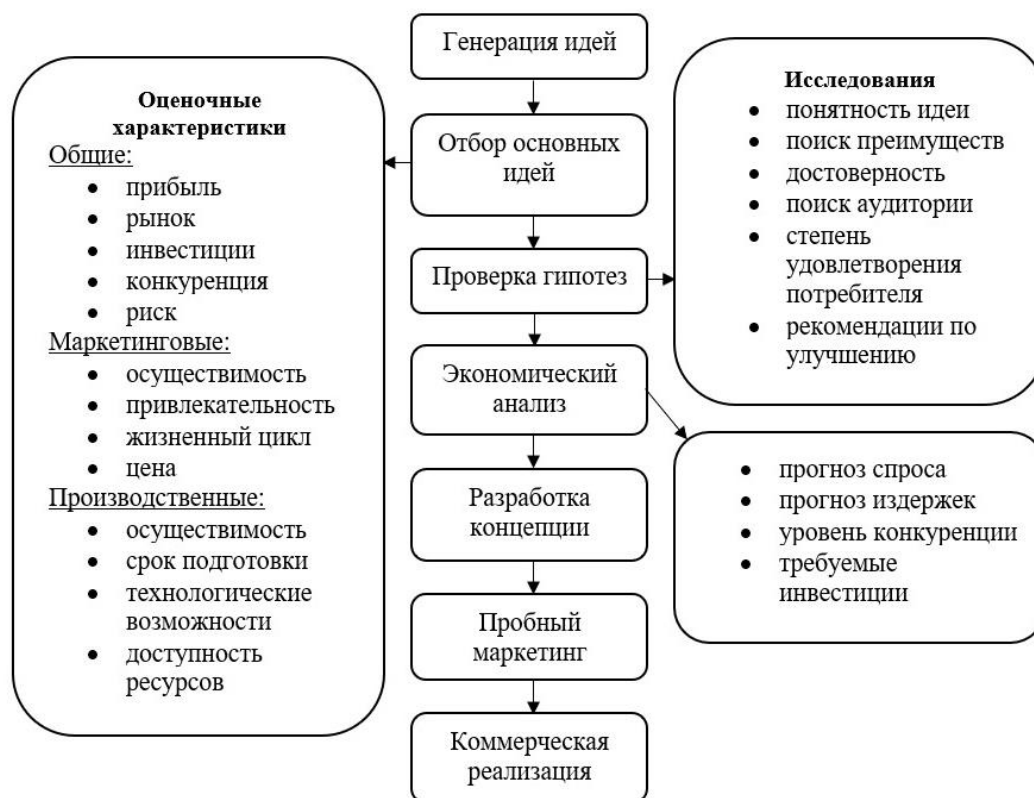 Генерация идей
Оценочные
характеристики
Общие:
• прибыль
• рынок
• инвестиции
• конкуренция
• риск
Маркетинговые:
• осуществимость
• привлекательность
• жизненный цикл
• цена
Производственные:
• осуществимость
• срок подготовки
• технологические
возможности
• доступность
ресурсов
Отбор основных
идей
Проверка гипотез
Исследования
• понятность идеи
• поиск преимуществ
• достоверность
• поиск аудитории
• степень
удовлетворения
потребителя
• рекомендации по
улучшению
Экономический
анализ
• прогноз спроса
• прогноз издержек
• уровень конкуренции
• требуемые
инвестиции
Разработка
концепции
Пробный
маркетинг
Коммерческая
реализация